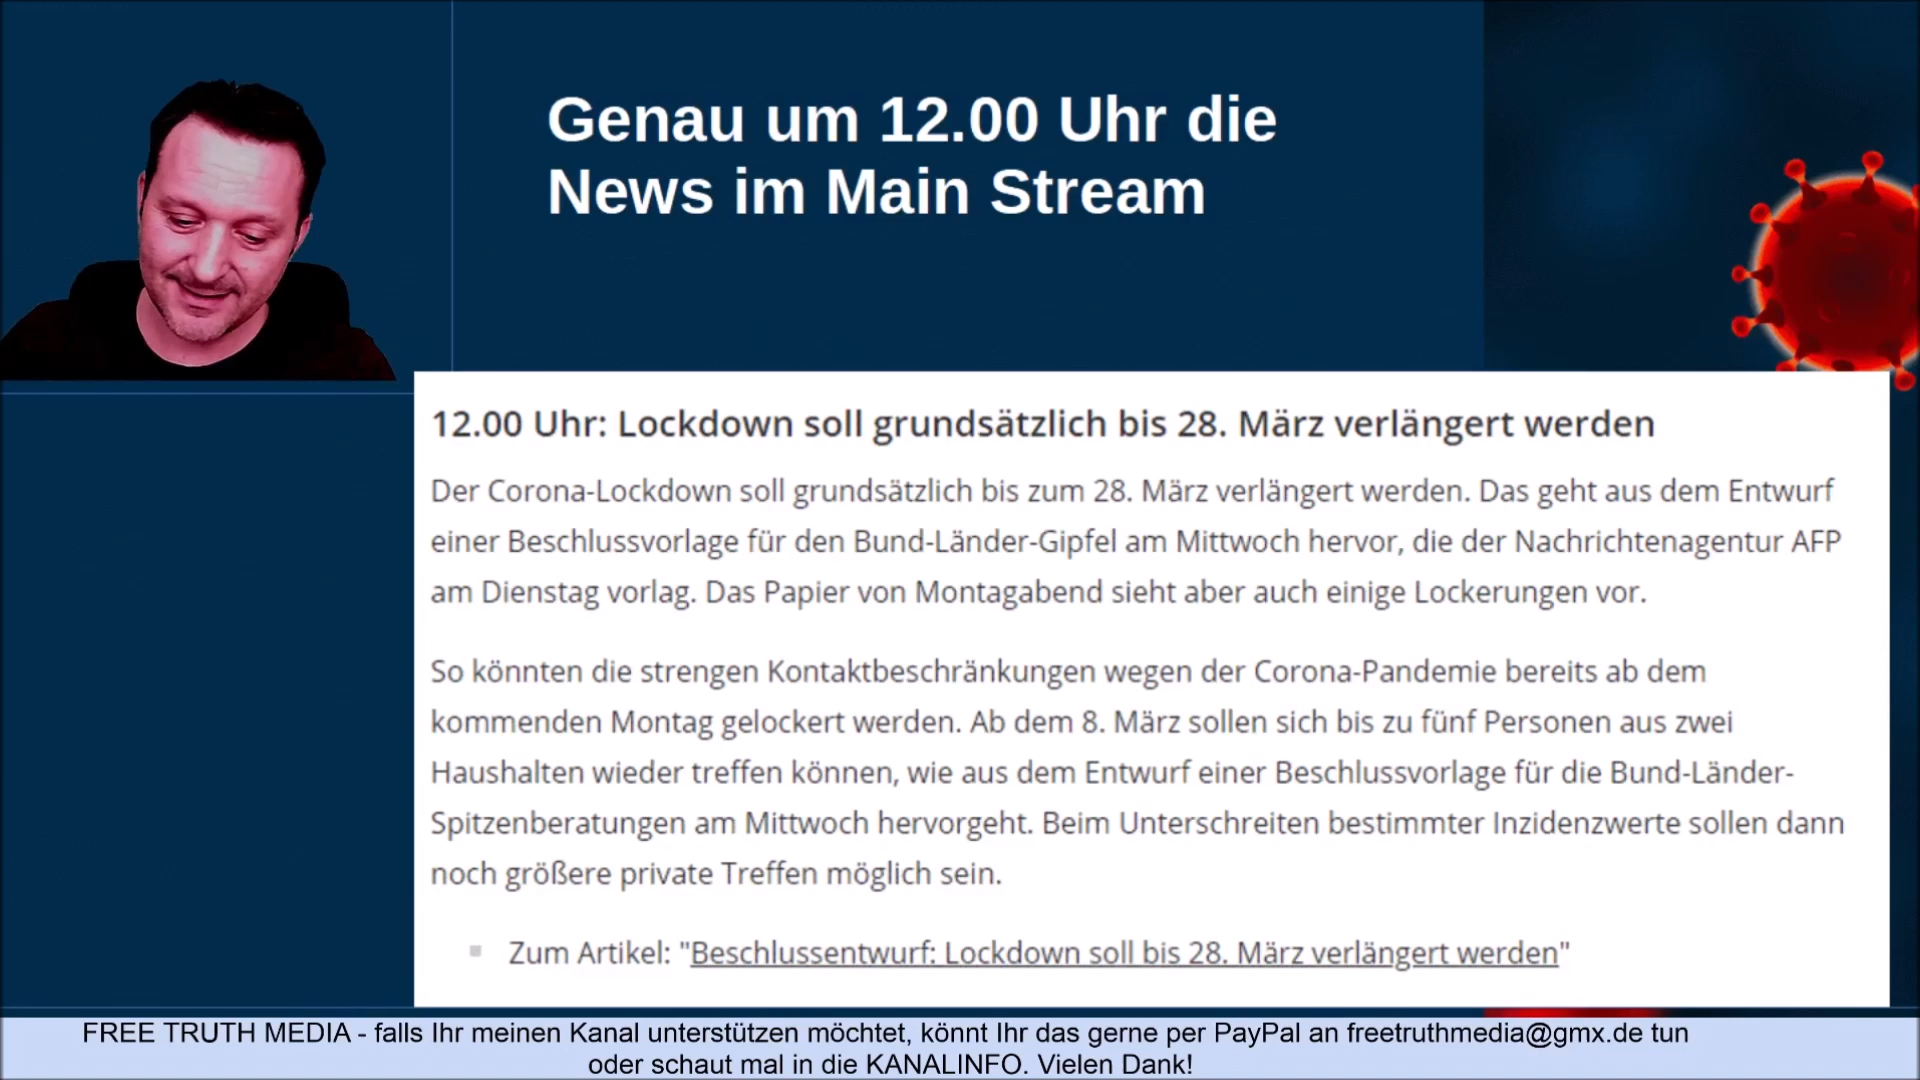 Genau um 12.00 Uhr die
News im Main Stream
12.00 Uhr: Lockdown soll grundsätzlich bis 28. März verlängert werden
Der Corona-Lockdown soll grundsätzlich bis zum 28. März verlängert werden. Das geht aus dem Entwurf
einer Beschlussvorlage für den Bund-Länder-Gipfel am Mittwoch hervor, die der Nachrichtenagentur AFP
am Dienstag vorlag. Das Papier von Montagabend sieht aber auch einige Lockerungen vor.
So könnten die strengen Kontaktbeschränkungen wegen der Corona-Pandemie bereits ab dem
kommenden Montag gelockert werden. Ab dem 8. März sollen sich bis zu fünf Personen aus zwei
Haushalten wieder treffen können, wie aus dem Entwurf einer Beschlussvorlage für die Bund-Länder-
Spitzenberatungen am Mittwoch hervorgeht. Beim Unterschreiten bestimmter Inzidenzwerte sollen dann
noch größere private Treffen möglich sein.
Zum Artikel: "Beschlussentwurf: Lockdown soll bis 28. März verlängert werden"
FREE TRUTH MEDIA - falls Ihr meinen Kanal unterstützen möchtet, könnt Ihr das gerne per PayPal an freetruthmedia@gmx.de tun
oder schaut mal in die KANALINFO. Vielen Dank!